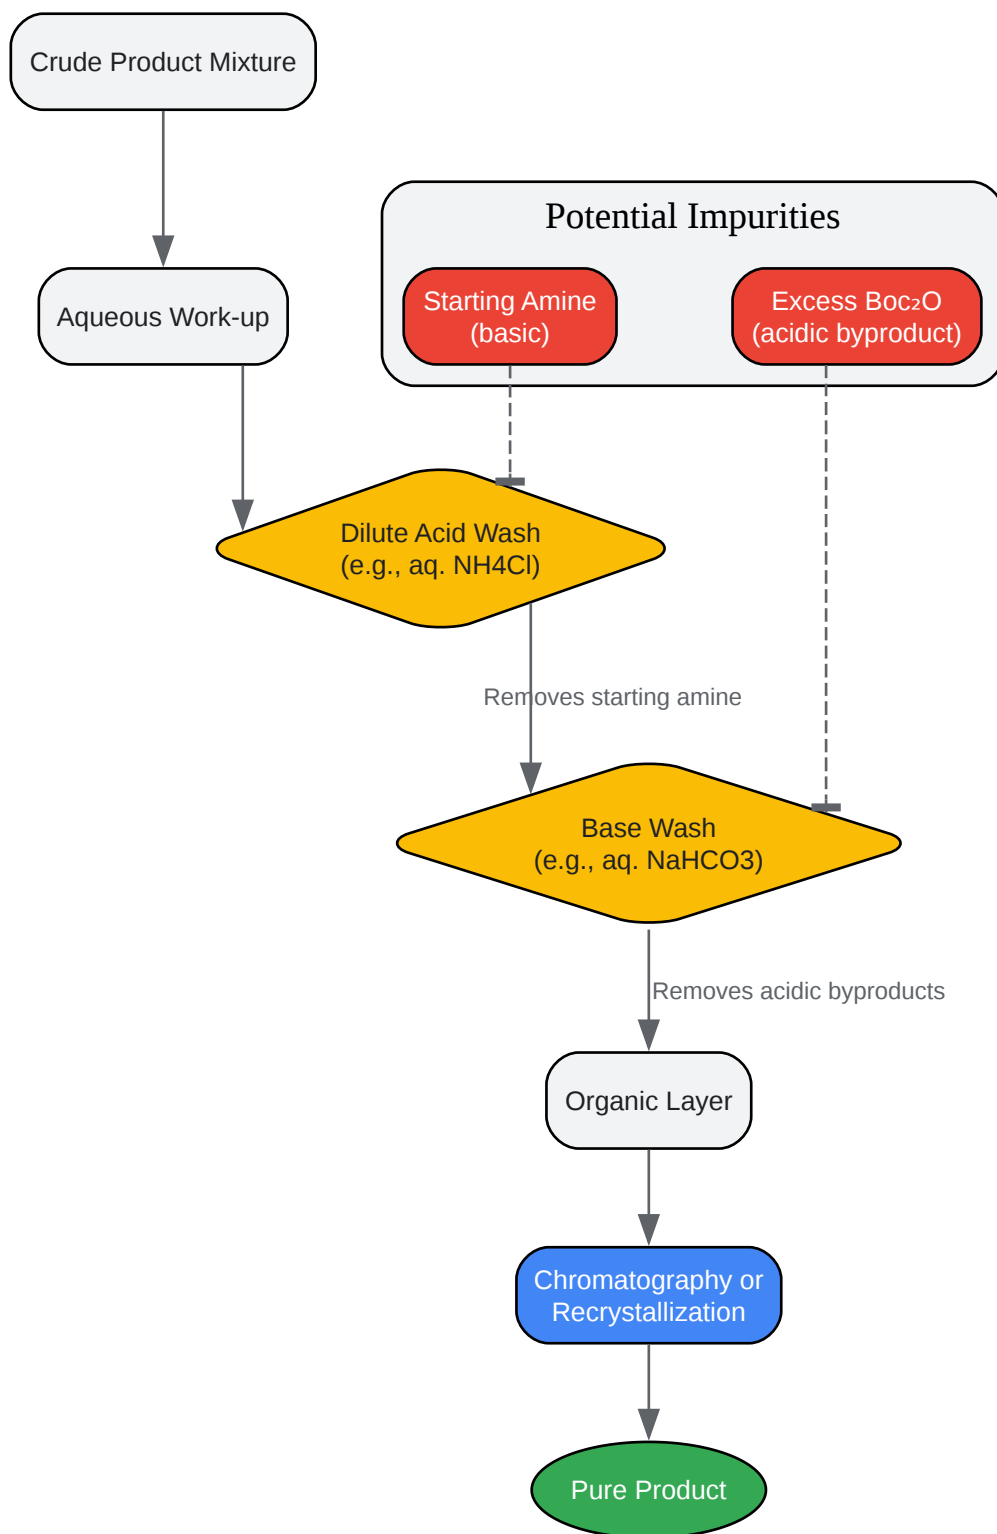 Crude Product Mixture
Potential Impurities
Starting Amine
(basic)
Excess Boc₂O
(acidic byproduct)
Aqueous Work-up
Dilute Acid Wash
(e.g., aq. NH4Cl)
Removes starting amine
Base Wash
(e.g., aq. NaHCO3)
Removes acidic byproducts
Organic Layer
Chromatography or
Recrystallization
Pure Product